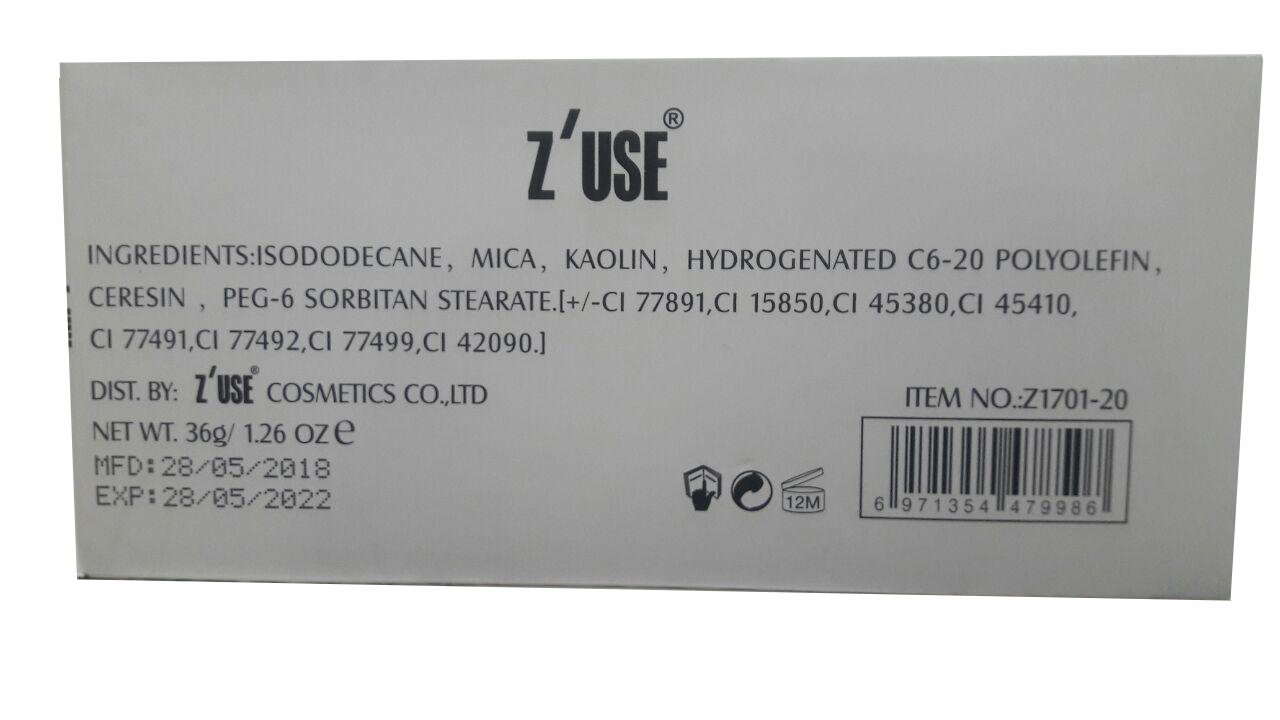 Z'USE®
INGREDIENTS:ISODODECANE, MICA, KAOLIN, HYDROGENATED C6-20 POLYOLEFIN,
CERESIN , PEG-6 SORBITAN STEARATE.[+/-CI 77891,CI 15850,CI 45380,CI 45410,
CI 77491,CI 77492,CI 77499,CI 42090.]
DIST. BY: Z'USE® COSMETICS CO.,LTD
ITEM NO.:Z1701-20
NET WT. 36g/ 1.26 OZ e
MFD:28/05/2018
EXP:28/05/2022
12M
6 971354 479986